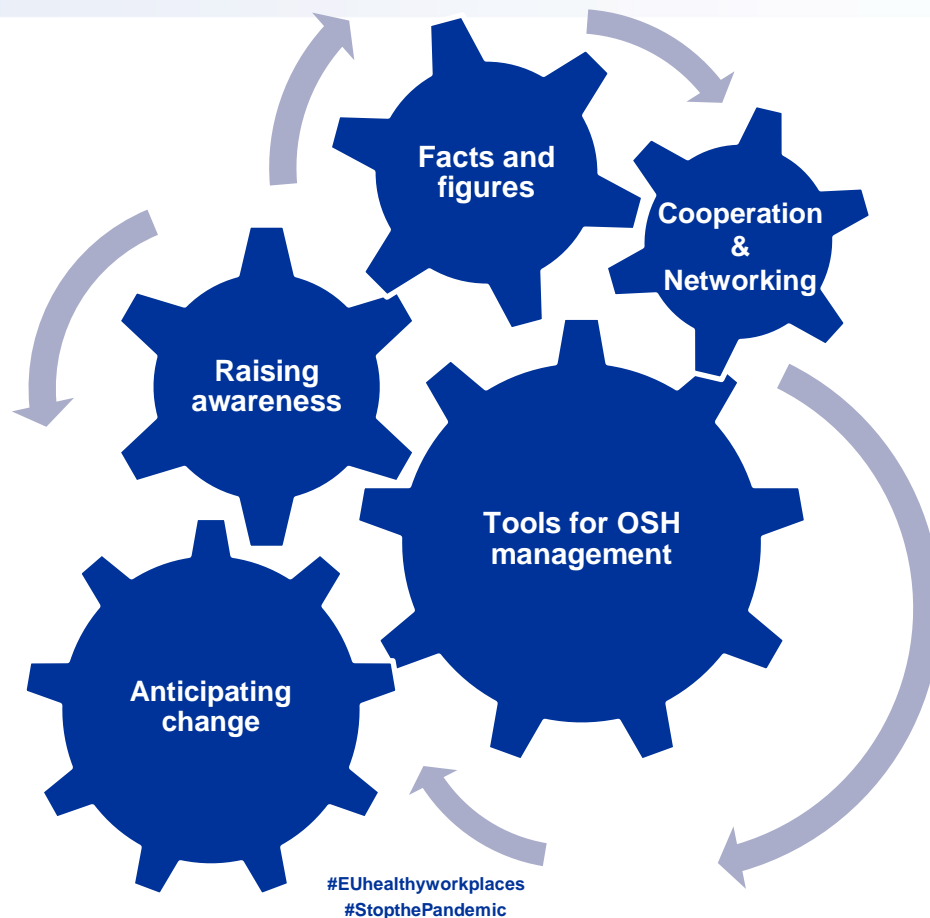 Facts and
figures
Cooperation
&
Networking
Raising
awareness
Tools for OSH
management
Anticipating
change
#EUhealthyworkplaces
#StopthePandemic